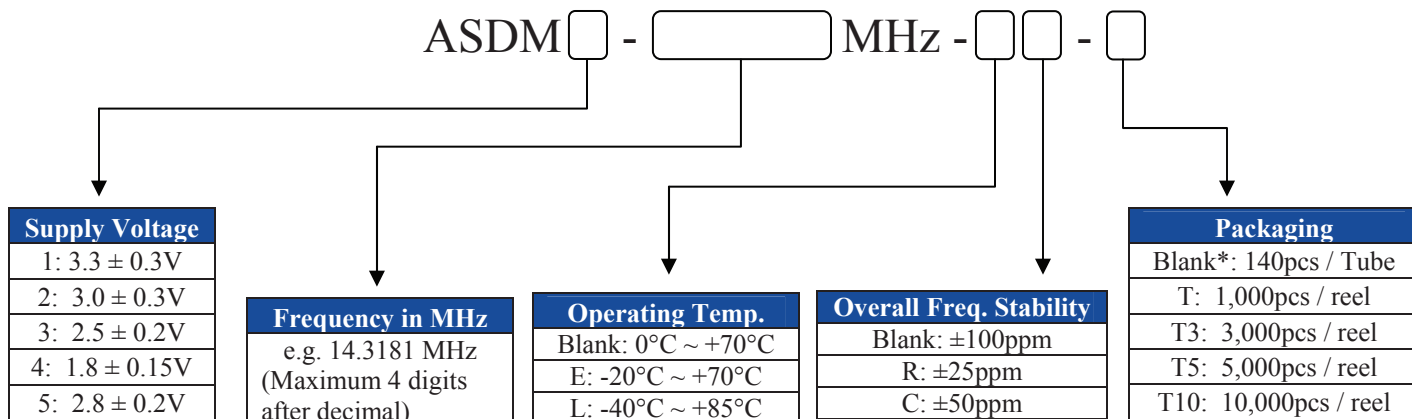 ASDM - MHz - -
Supply Voltage
1: 3.3 ± 0.3V
2: 3.0 ± 0.3V
3: 2.5 ± 0.2V
4: 1.8 ± 0.15V
5: 2.8 ± 0.2V
Frequency in MHz
e.g. 14.3181 MHz
(Maximum 4 digits
after decimal)
Operating Temp.
Blank: 0°C ~ +70°C
E: -20°C ~ +70°C
L: -40°C ~ +85°C
Overall Freq. Stability
Blank: ±100ppm
R: ±25ppm
C: ±50ppm
Packaging
Blank*: 140pcs / Tube
T: 1,000pcs / reel
T3: 3,000pcs / reel
T5: 5,000pcs / reel
T10: 10,000pcs / reel